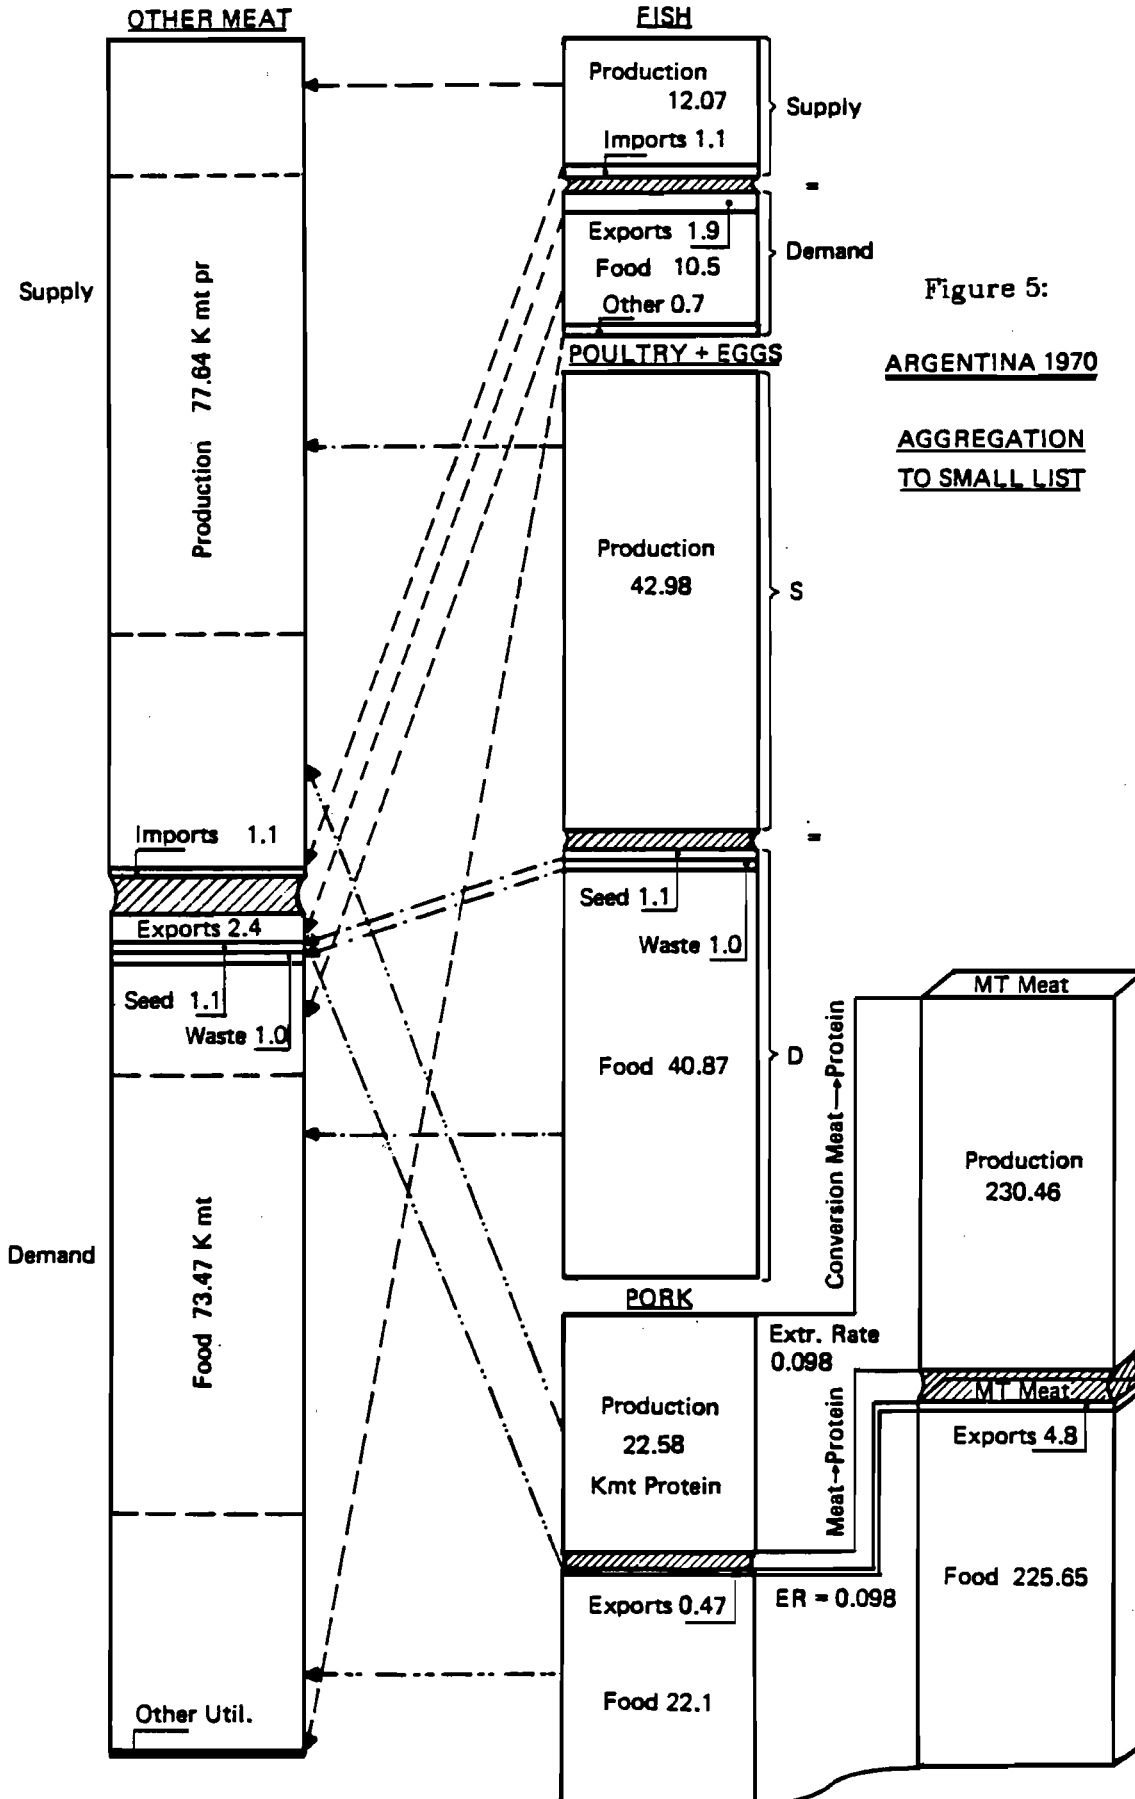 OTHER MEAT
Supply
Production 77.64 K mt pr
Imports 1.1
Exports 2.4
Seed 1.1
Waste 1.0
Demand
Food 73.47 K mt
Other Util.
FISH
Production
12.07
Imports 1.1
Supply
=
Exports 1.9
Food 10.5
Other 0.7
Demand
POULTRY + EGGS
Production
42.98
S
=
Seed 1.1
Waste 1.0
Food 40.87
D
PORK
Production
22.58
Kmt Protein
Exports 0.47
Food 22.1
Extr. Rate
0.098
ER = 0.098
Conversion Meat→Protein
Meat→Protein
MT Meat
Production
230.46
MT Meat
Exports 4.8
Food 225.65
Figure 5:
ARGENTINA 1970
AGGREGATION
TO SMALL LIST